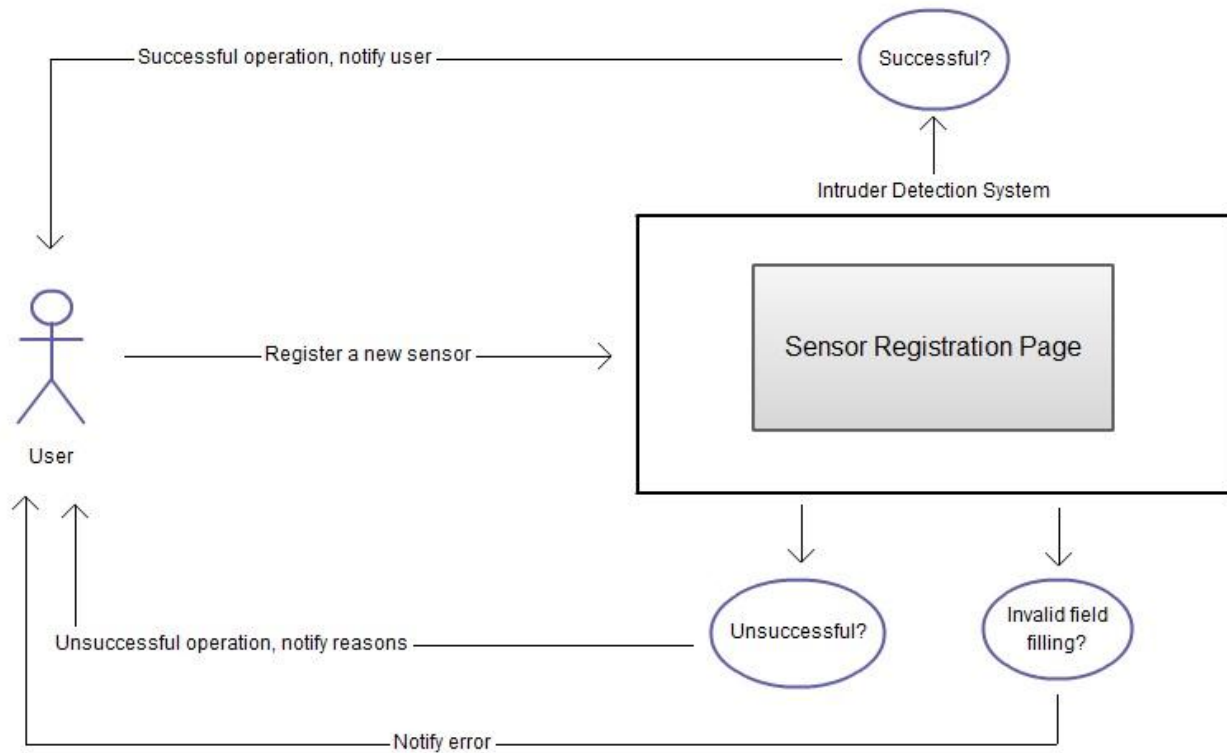 Successful operation, notify user
Successful?
Intruder Detection System
Sensor Registration Page
Register a new sensor
User
Unsuccessful?
Invalid field
filling?
Unsuccessful operation, notify reasons
Notify error